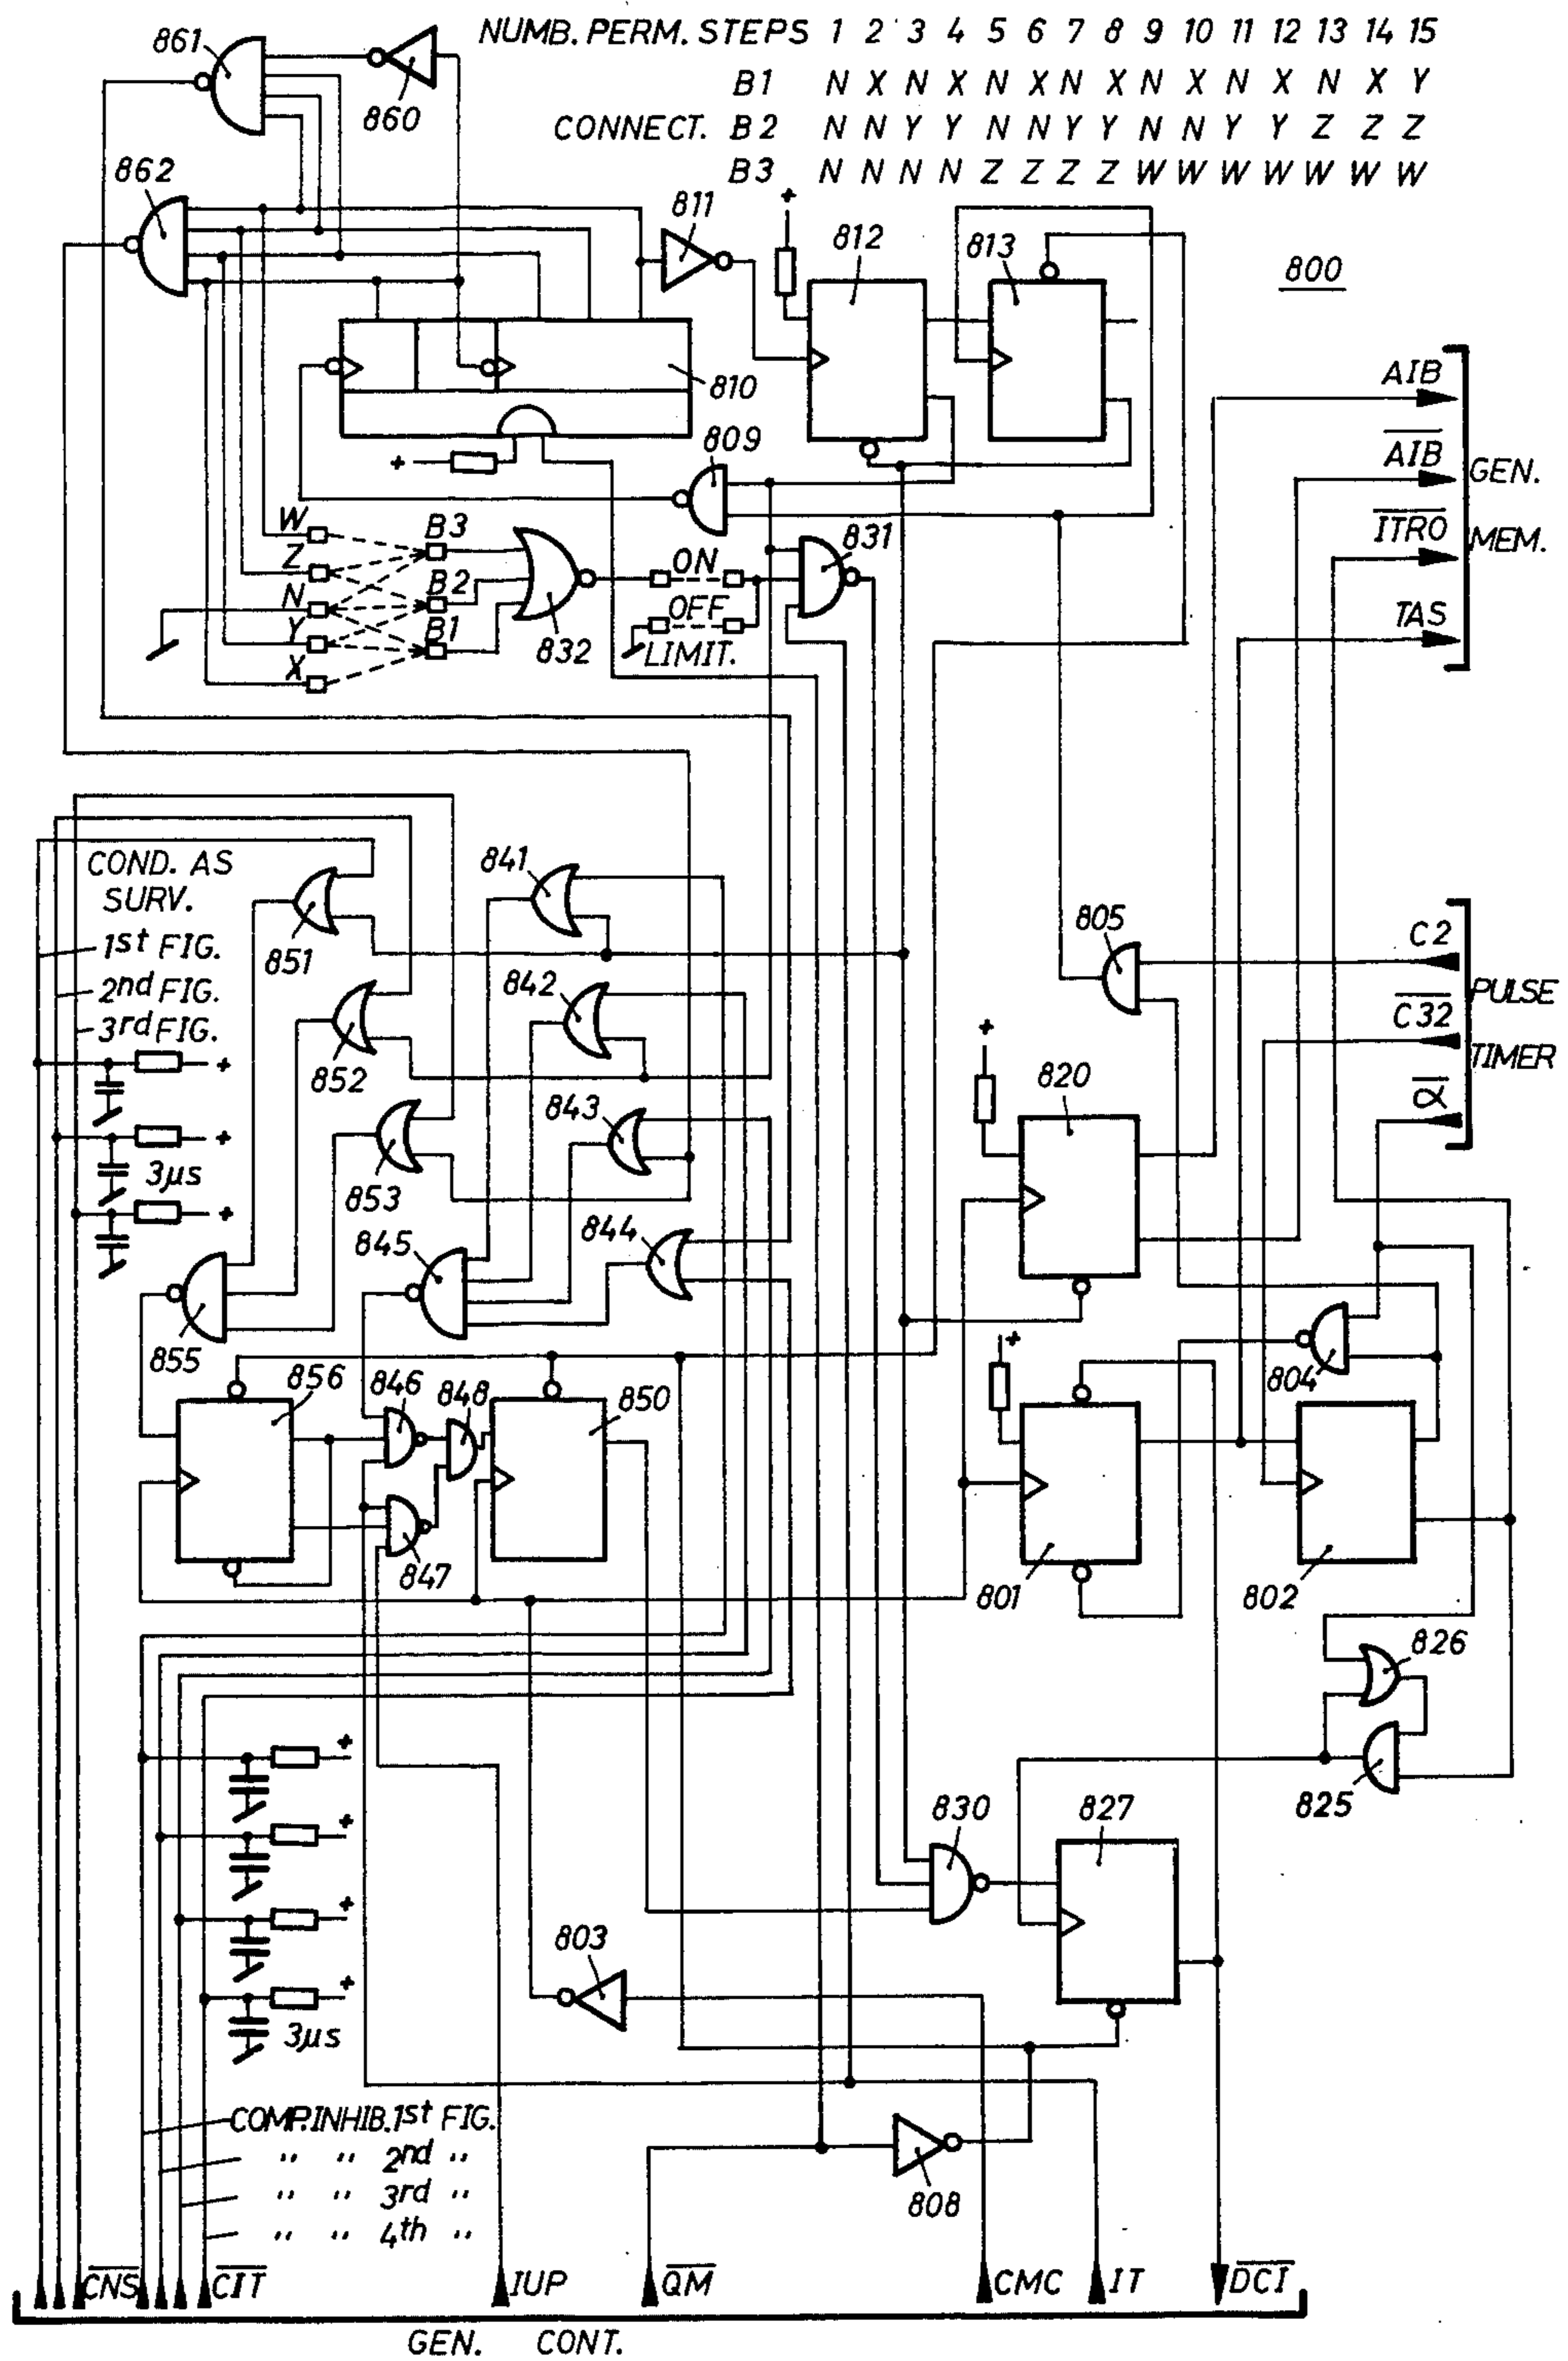 NUMB. PERM. STEPS 1 2 3 4 5 6 7 8 9 10 11 12 13 14 15
B1 N X N X N X N X N X N X N X Y
CONNECT. B2 N N Y Y N N Y Y N N Y Y Z Z Z
B3 N N N N Z Z Z Z W W W W W W W
861
860
862
811
+
812
813
800
810
AIB
AIB
GEN.
ITRO
MEM.
TAS
+
809
W
Z
N
Y
X
B3
B2
B1
832
ON
OFF
LIMIT.
831
COND. AS
SURV.
1st FIG.
2nd FIG.
3rd FIG.
851
841
842
852
843
853
844
+
+
3µs
+
805
C2
PULSE
C32
TIMER
α
+
820
855
845
804
+
856
846
848
850
847
801
802
826
825
+
+
+
+
3µs
830
827
803
808
COMP.INHIB.1st FIG.
" " 2nd "
" " 3rd "
" " 4th "
CNS
CIT
IUP
QM
CMC
IT
DCI
GEN. CONT.